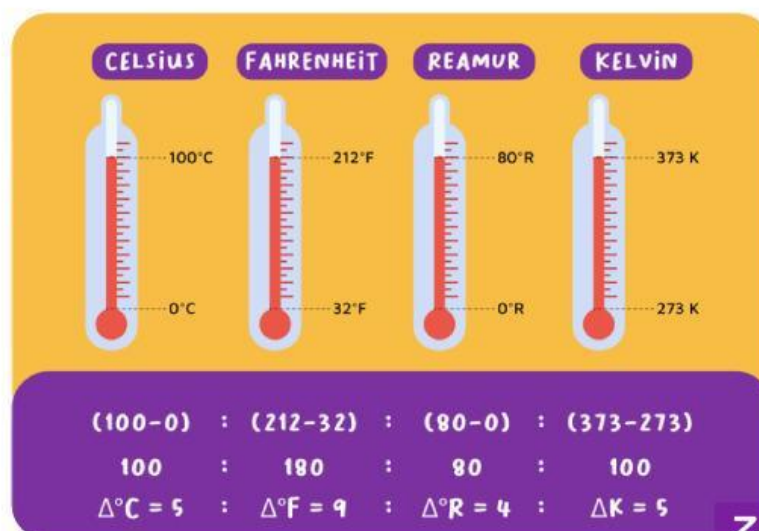 CELSIUS FAHRENHEIT REAMUR KELVIN
100°C 212°F 80°R 373 K
0°C 32°F 0°R 273 K
(100-0) : (212-32) : (80-0) : (373-273)
100 : 180 : 80 : 100
Δ°C = 5 : Δ°F = 9 : Δ°R = 4 : ΔK = 5